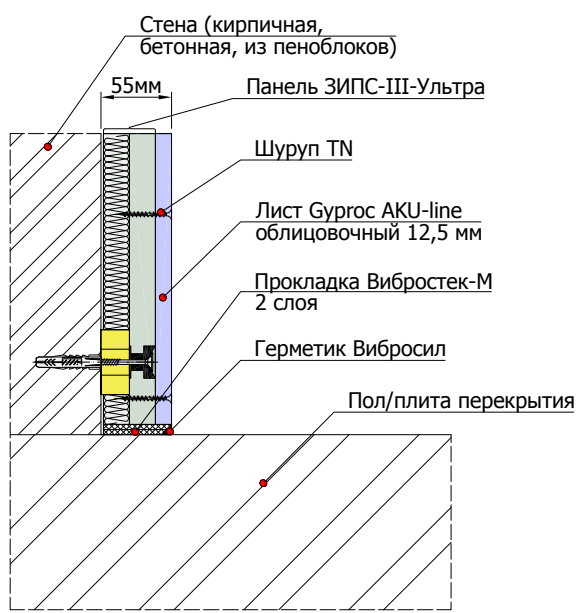 Стена (кирпичная,
бетонная, из пеноблоков)
55мм
Панель ЗИПС-III-Ультра
Шуруп TN
Лист Gyproc AKU-line
облицовочный 12,5 мм
Прокладка Вибростек-М
2 слоя
Герметик Вибросил
Пол/плита перекрытия